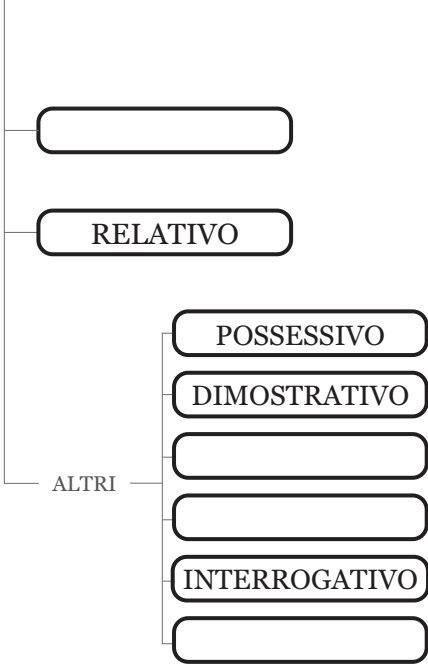 RELATIVO
POSSESSIVO
DIMOSTRATIVO
ALTRI
INTERROGATIVO